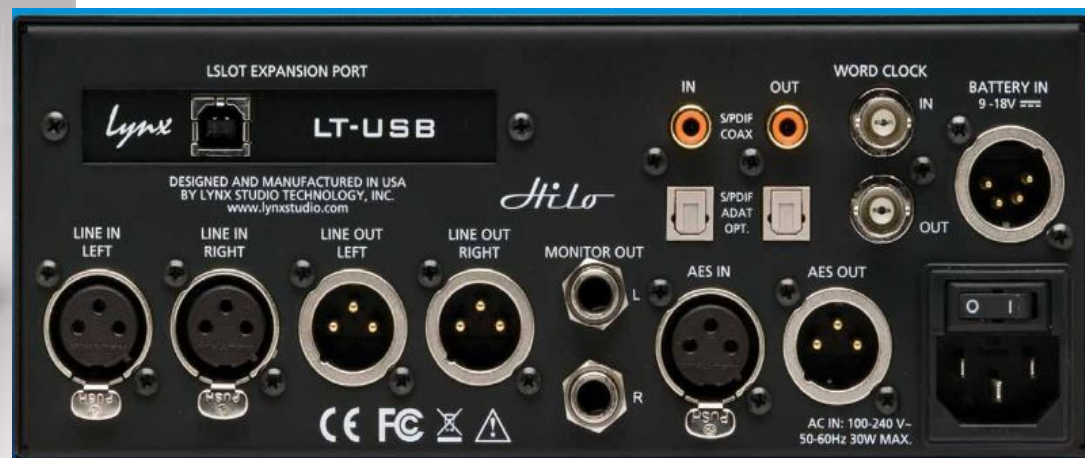 LSLOT EXPANSION PORT
Lynx
LT-USB
DESIGNED AND MANUFACTURED IN USA
BY LYNX STUDIO TECHNOLOGY, INC.
www.lynxstudio.com
Hilo
IN
OUT
S/PDIF
COAX
S/PDIF
ADAT
OPT.
WORD CLOCK
IN
OUT
BATTERY IN
9-18V
LINE IN
LEFT
LINE IN
RIGHT
LINE OUT
LEFT
LINE OUT
RIGHT
MONITOR OUT
L
R
AES IN
AES OUT
PUSH
PUSH
PUSH
CE FC
O I
AC IN: 100-240 V~
50-60Hz 30W MAX.